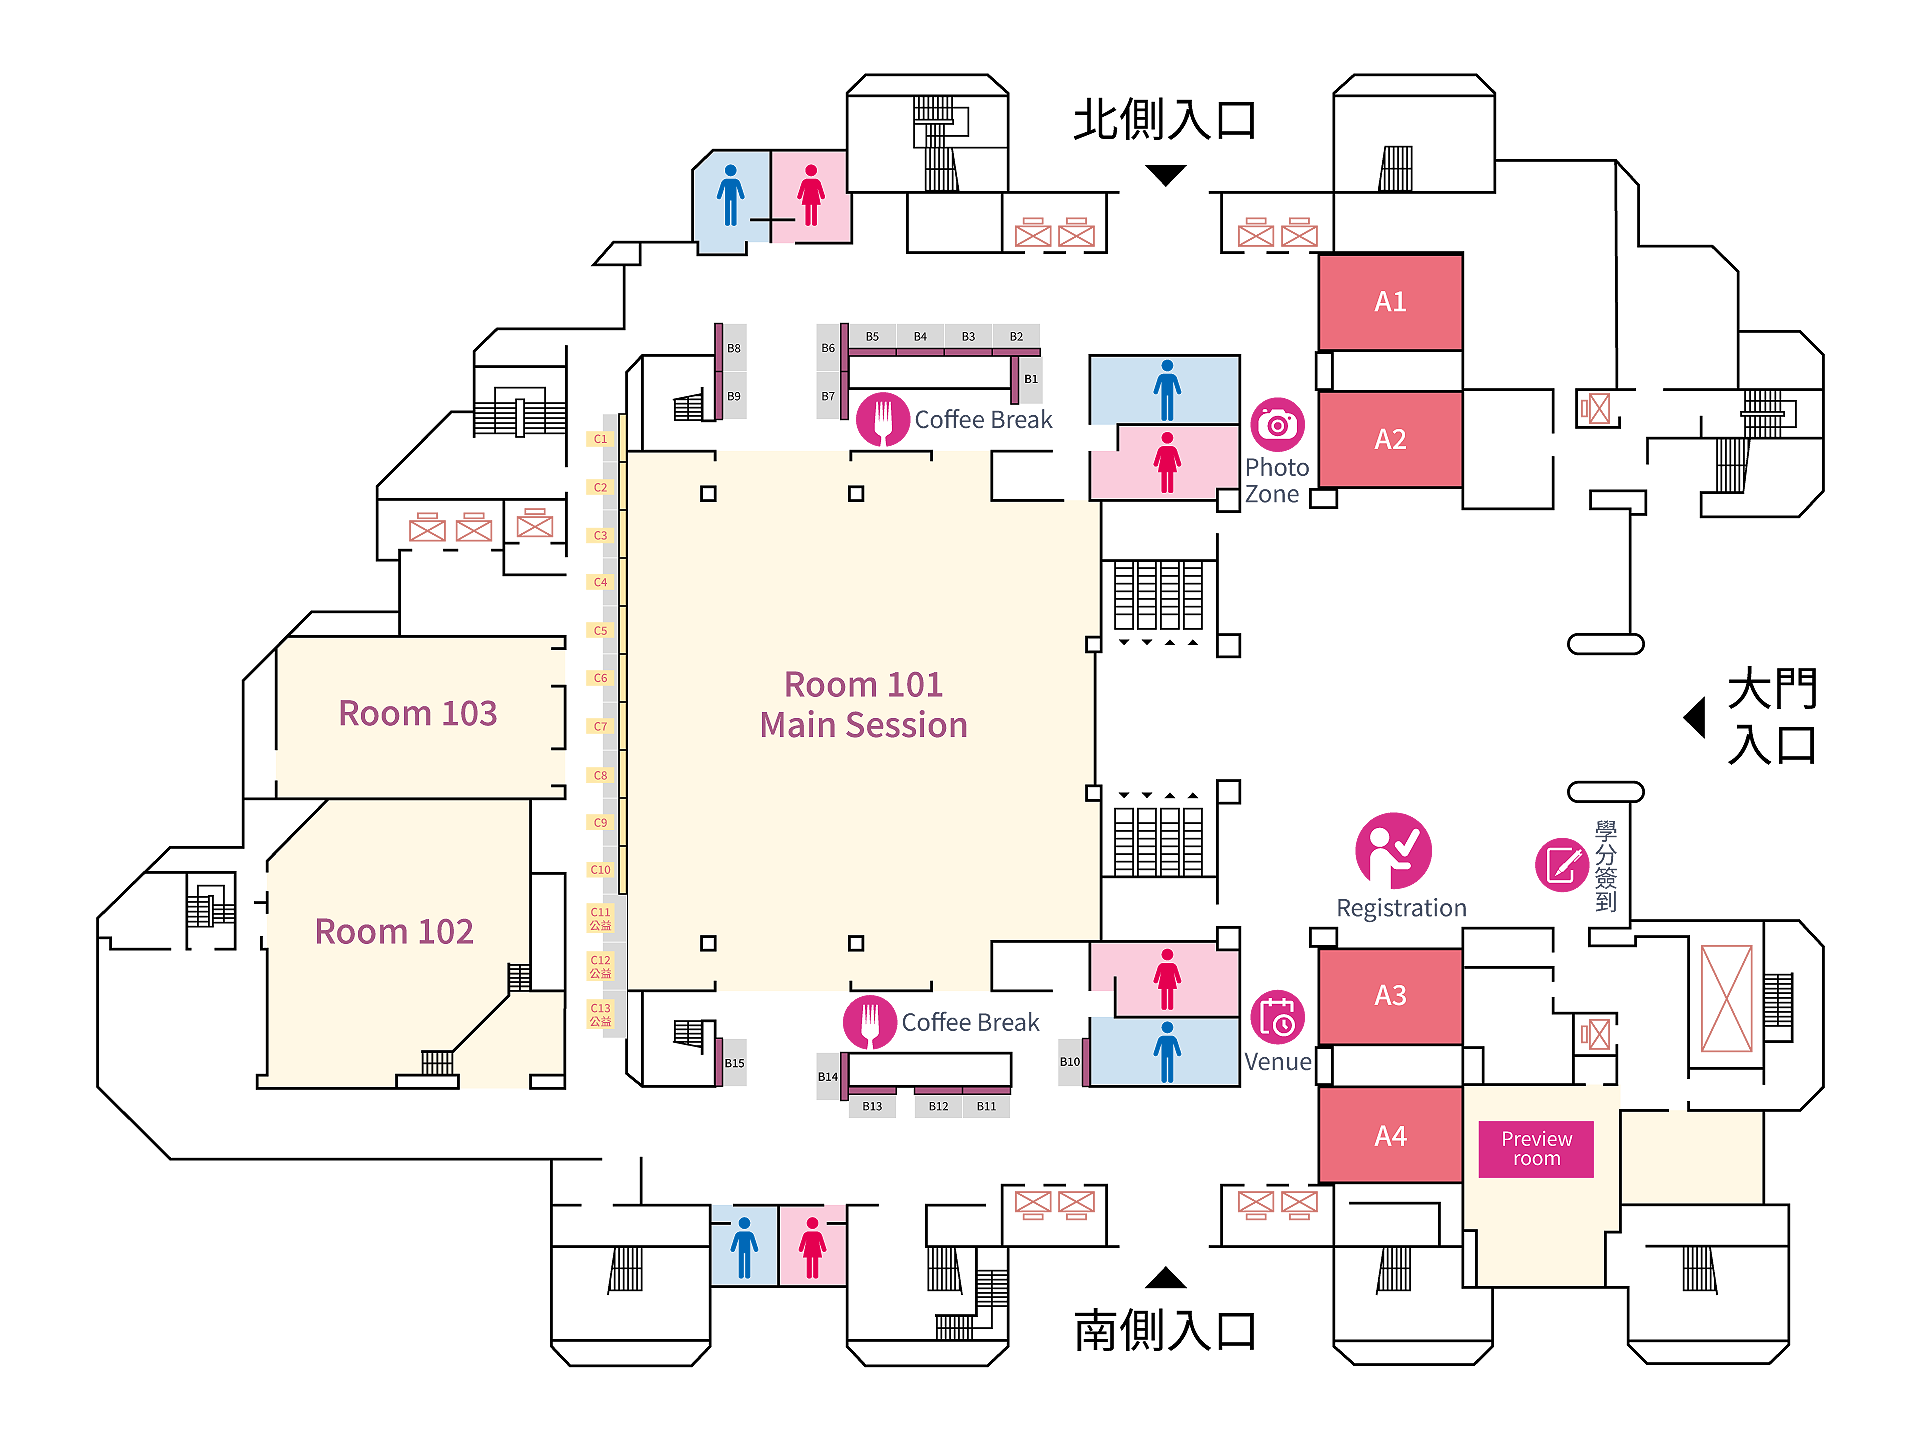 北側入口
A1
B8
B6
B5
B4
B3
B2
B1
B9
B7
Coffee Break
A2
Photo
Zone
C1
C2
C3
C4
C5
C6
C7
C8
C9
C10
C11
公益
C12
公益
C13
公益
Room 101
Main Session
Room 103
Room 102
大門
入口
Registration
學分簽到
A3
Coffee Break
Venue
B15
B14
B10
B13
B12
B11
A4
Preview
room
南側入口